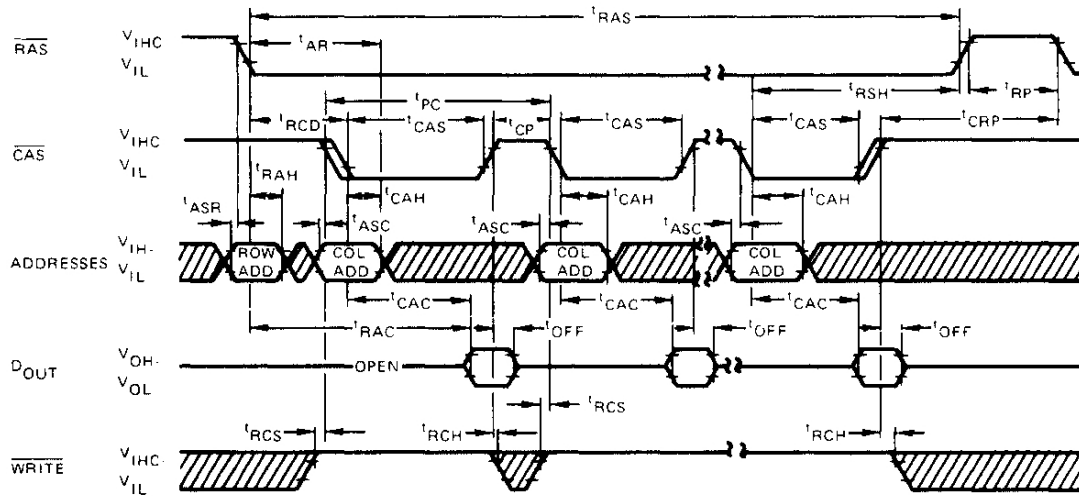 tRAS
RAS VIHC tAR
VIL
tPC tRSH tRP
tRCD tCAS tCP tCAS tCAS tCRP
CAS VIHC
VIL
tRAH
tASR tASC tCAH tASC tCAH tASC tCAH
ADDRESSES VIH- VIL
ROW ADD COL ADD COL ADD COL ADD
tCAC tCAC tCAC
tRAC tOFF tOFF tOFF
DOUT VOH- VOL OPEN
tRCS
tRCS tRCH tRCH
WRITE VIHC- VIL